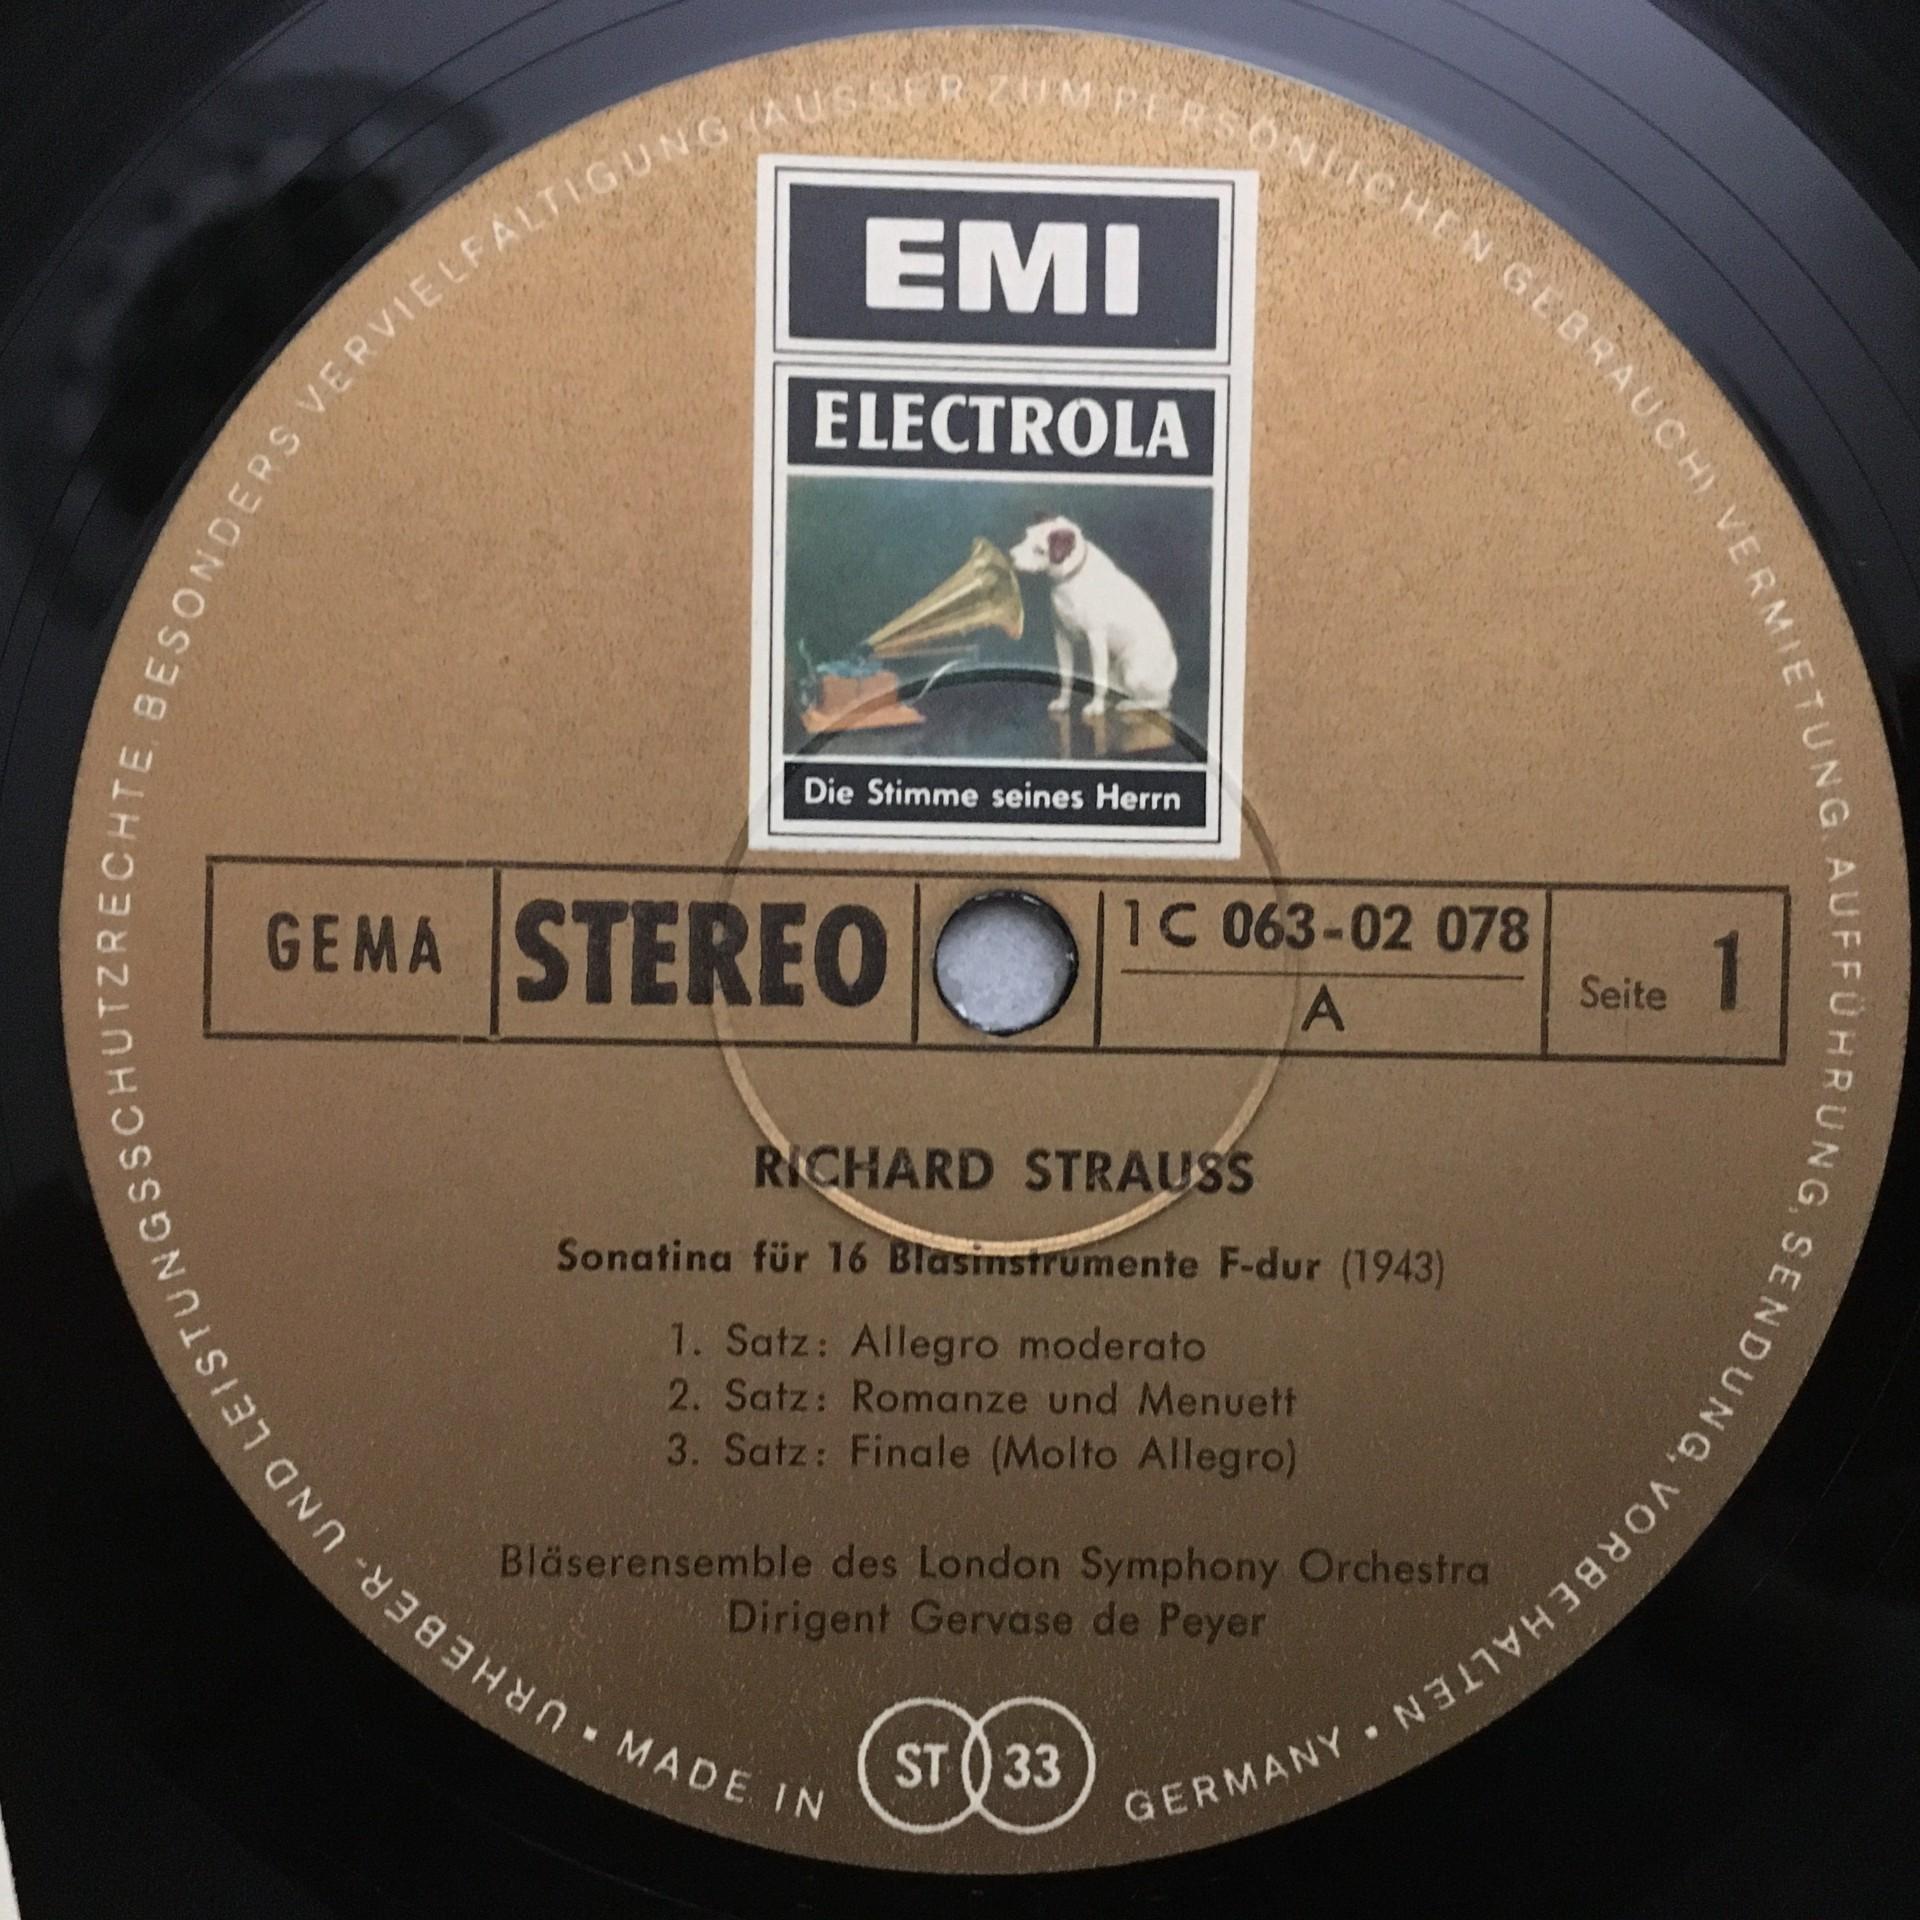 EMI
ELECTROLA
Die Stimme seines Herrn
GEMA
STEREO
1 C 063-02 078
A
Seite 1
RICHARD STRAUSS
Sonatina für 16 Blasinstrumente F-dur (1943)
1. Satz: Allegro moderato
2. Satz: Romanze und Menuett
3. Satz: Finale (Molto Allegro)
Bläserensemble des London Symphony Orchestra
Dirigent Gervase de Peyer
ST 33
URHEBER- UND LEISTUNGSSCHUTZRECHTE BESONDERS VERVIELFÄLTIGUNG (AUSSER ZUM PERSÖNLICHEN GEBRAUCH) VERMIETUNG, AUFFÜHRUNG, SENDUNG, VORBEHALTEN • MADE IN GERMANY •